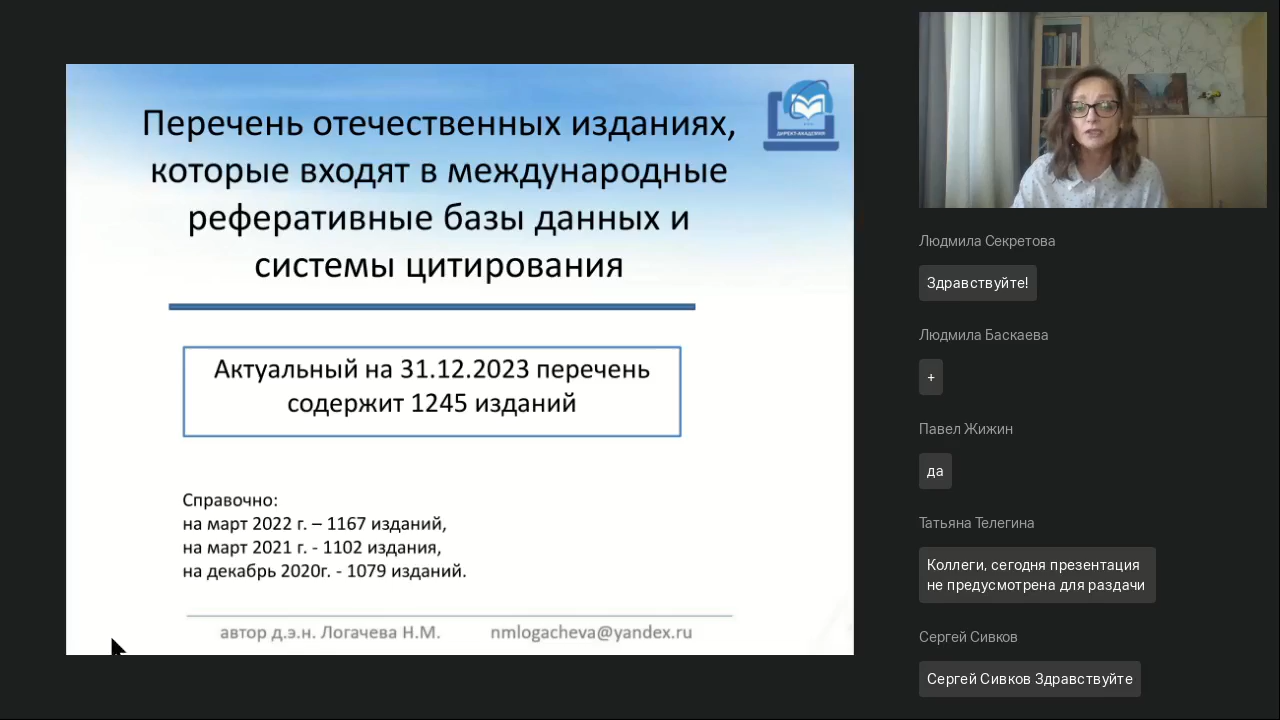 Перечень отечественных изданиях,
которые входят в международные
реферативные базы данных и
системы цитирования
ДИРЕКТ-АКАДЕМИЯ
Актуальный на 31.12.2023 перечень
содержит 1245 изданий
Справочно:
на март 2022 г. – 1167 изданий,
на март 2021 г. - 1102 издания,
на декабрь 2020г. - 1079 изданий.
автор д.э.н. Логачева Н.М. nmlogacheva@yandex.ru
Людмила Секретова
Здравствуйте!
Людмила Баскаева
+
Павел Жижин
да
Татьяна Телегина
Коллеги, сегодня презентация
не предусмотрена для раздачи
Сергей Сивков
Сергей Сивков Здравствуйте